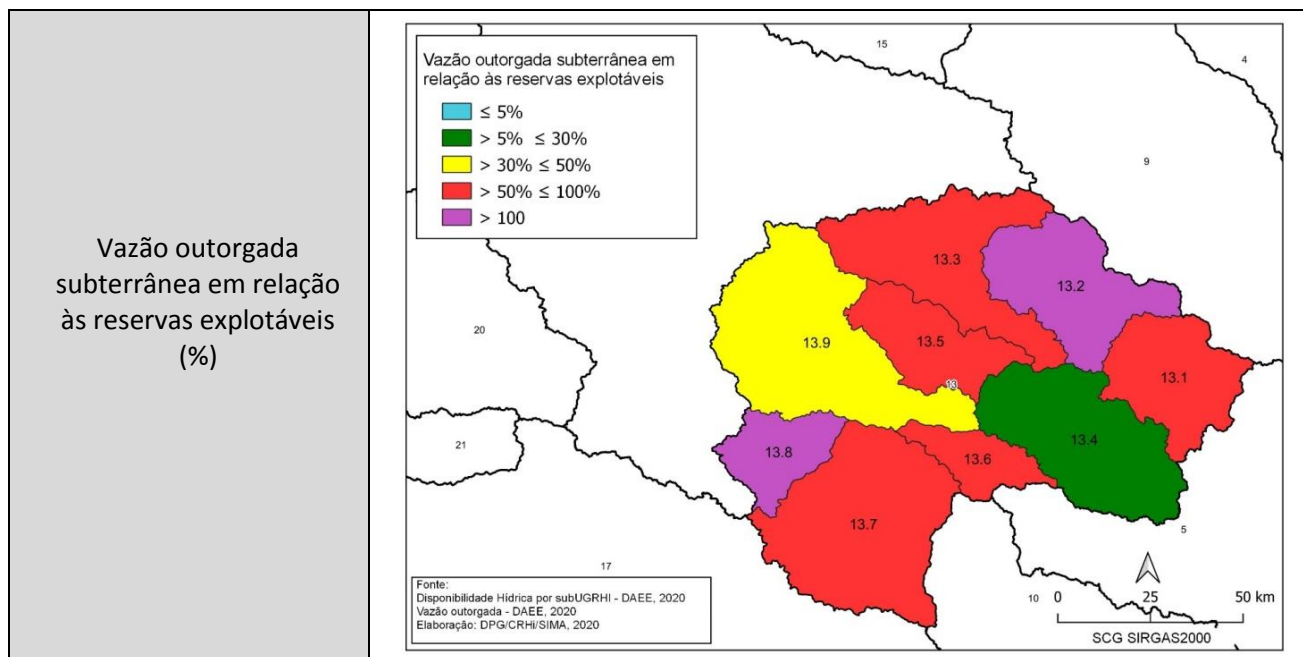 Vazão outorgada
subterrânea em relação
às reservas explotáveis
(%)
Vazão outorgada subterrânea em
relação às reservas explotáveis
≤ 5%
> 5% ≤ 30%
> 30% ≤ 50%
> 50% ≤ 100%
> 100
15
4
9
13.3
13.2
20
13.9
13.5
13.1
13
13.4
21
13.8
13.6
13.7
5
17
10
Fonte:
Disponibilidade Hídrica por subUGRHI - DAEE, 2020
Vazão outorgada - DAEE, 2020
Elaboração: DPG/CRHi/SIMA, 2020
0 25 50 km
SCG SIRGAS2000